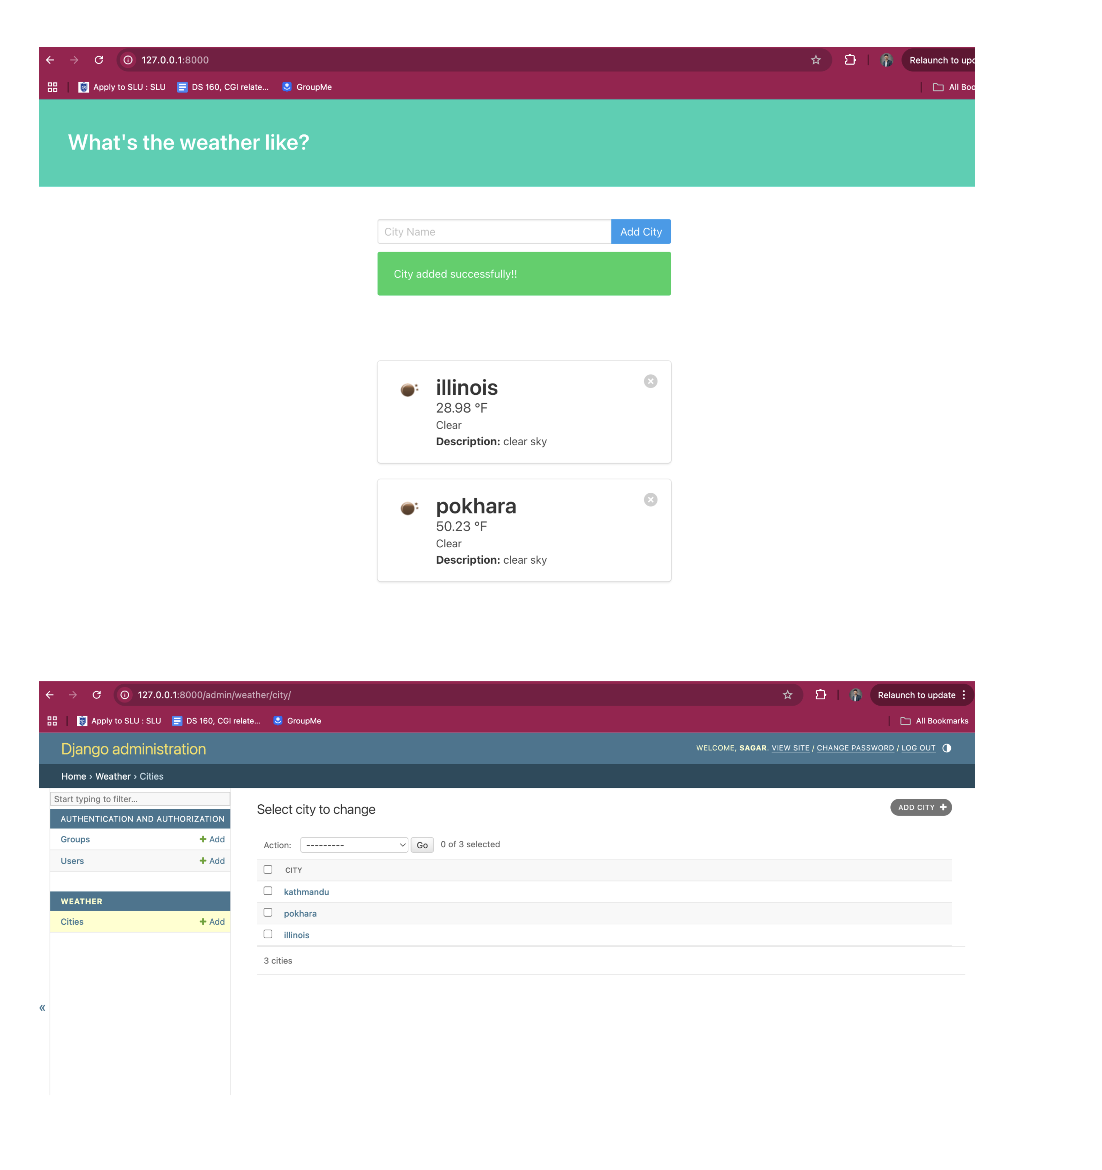 127.0.0.1:8000
Relaunch to upd
Apply to SLU : SLU DS 160, CGI relate... GroupMe All Boo
What's the weather like?
City Name Add City
City added successfully!!
illinois
28.98 °F
Clear
Description: clear sky
pokhara
50.23 °F
Clear
Description: clear sky
127.0.0.1:8000/admin/weather/city/ Relaunch to update
Apply to SLU : SLU DS 160, CGI relate... GroupMe All Bookmarks
Django administration WELCOME, SAGAR. VIEW SITE / CHANGE PASSWORD / LOG OUT
Home › Weather › Cities
Start typing to filter...
AUTHENTICATION AND AUTHORIZATION
Groups + Add
Users + Add
WEATHER
Cities + Add
«
Select city to change ADD CITY +
Action: --------- Go 0 of 3 selected
CITY
kathmandu
pokhara
illinois
3 cities